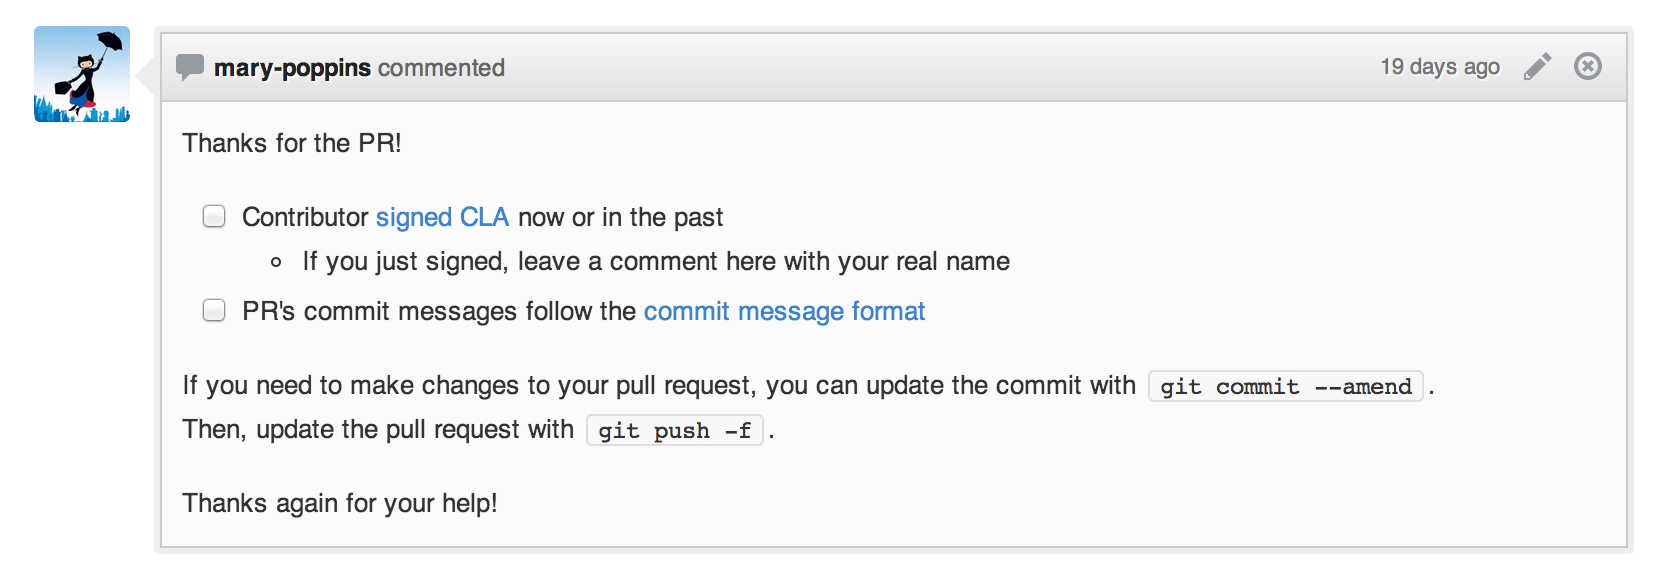 mary-poppins commented
19 days ago
Thanks for the PR!
Contributor signed CLA now or in the past
If you just signed, leave a comment here with your real name
PR's commit messages follow the commit message format
If you need to make changes to your pull request, you can update the commit with git commit --amend.
Then, update the pull request with git push -f.
Thanks again for your help!